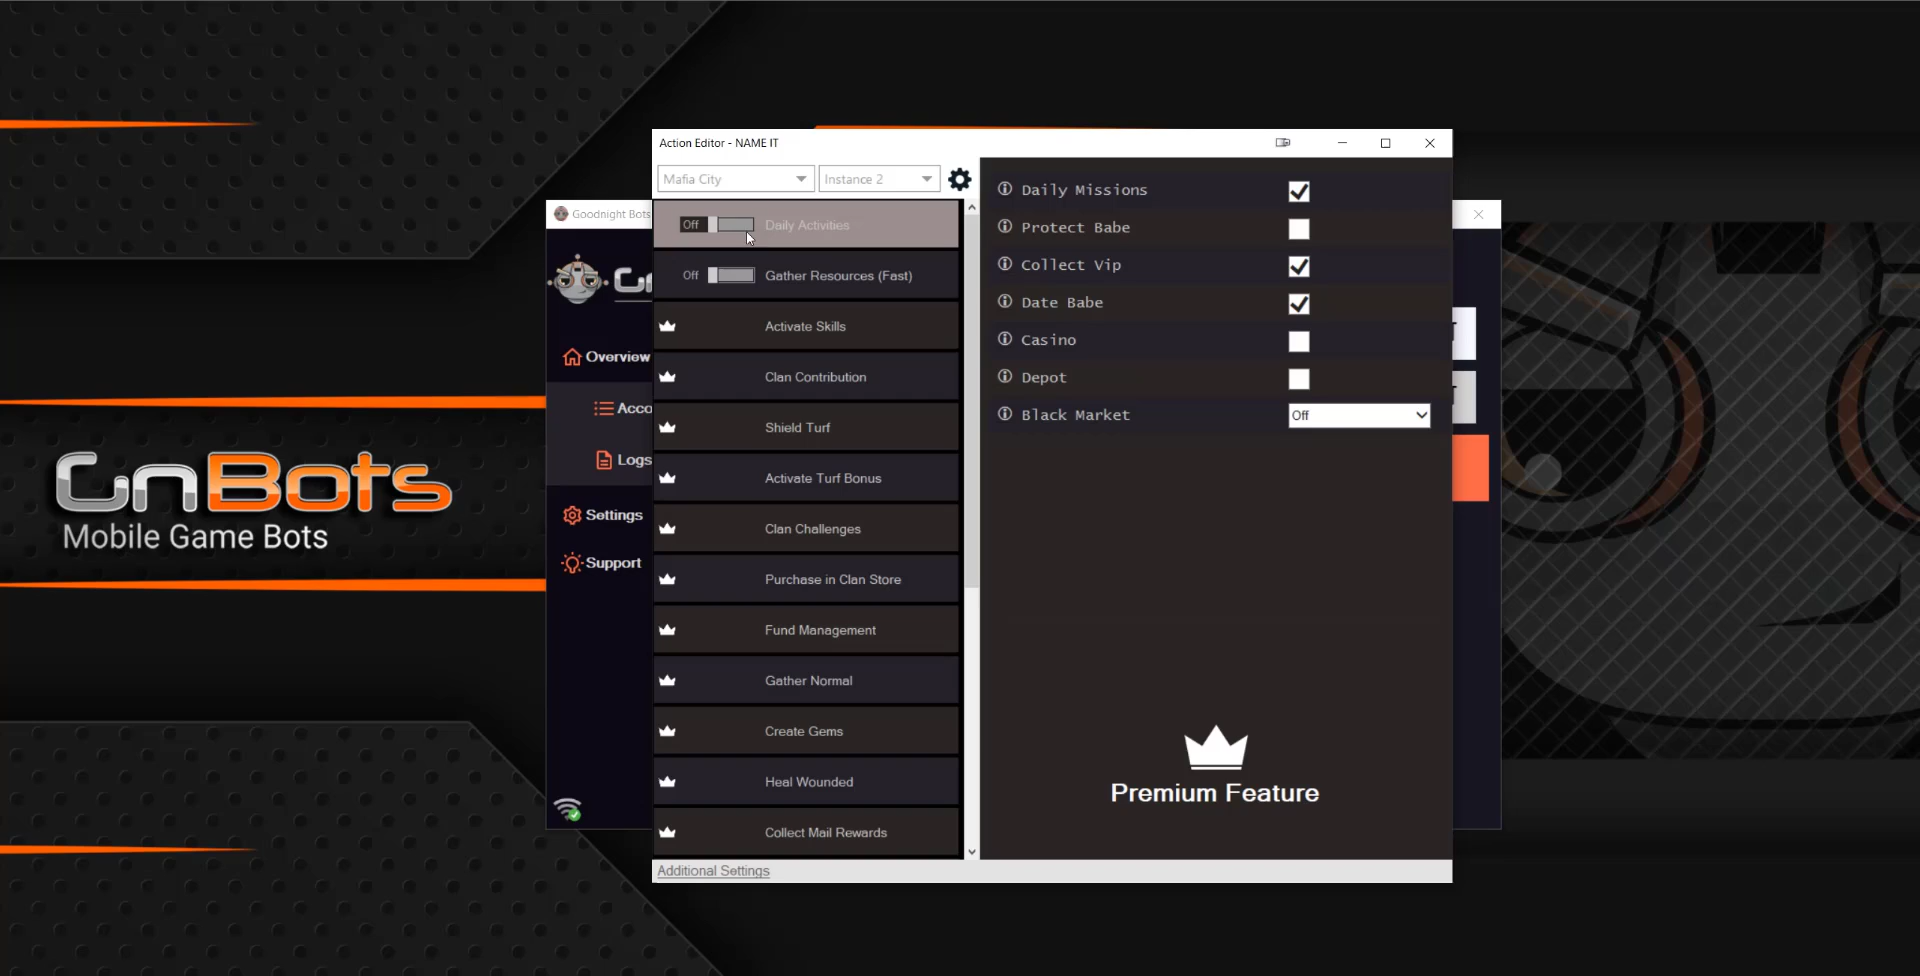 Action Editor - NAME IT
Mafia City
Instance 2
Goodnight Bots
Off
Daily Activities
Off
Gather Resources (Fast)
Activate Skills
Clan Contribution
Shield Turf
Activate Turf Bonus
Clan Challenges
Purchase in Clan Store
Fund Management
Gather Normal
Create Gems
Heal Wounded
Collect Mail Rewards
Additional Settings
Daily Missions
Protect Babe
Collect Vip
Date Babe
Casino
Depot
Black Market
Off
Premium Feature
Overview
Acco
Logs
Settings
Support
GnBots
Mobile Game Bots